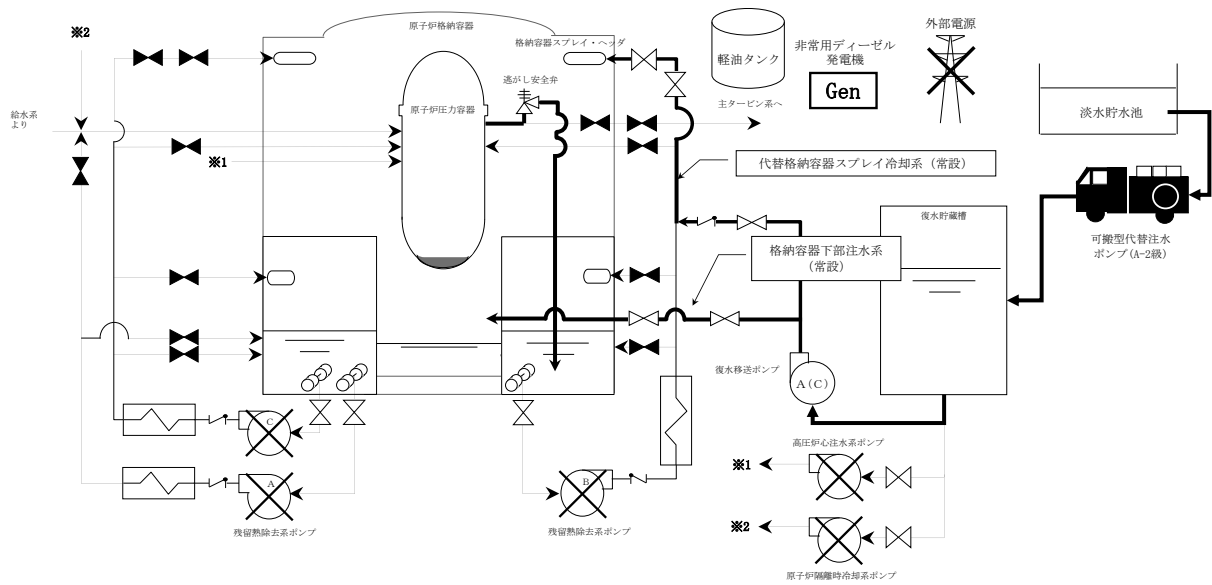 ※2
原子炉格納容器
格納容器スプレイ・ヘッダ
逃がし安全弁
原子炉圧力容器
給水系
より
※1
主タービン系へ
軽油タンク
非常用ディーゼル
発電機
Gen
外部電源
淡水貯水池
可搬型代替注水
ポンプ(A-2級)
代替格納容器スプレイ冷却系(常設)
格納容器下部注水系
(常設)
復水貯蔵槽
復水移送ポンプ
A(C)
高圧炉心注水系ポンプ
※1
※2
原子炉隔離時冷却系ポンプ
C
A
残留熱除去系ポンプ
B
残留熱除去系ポンプ